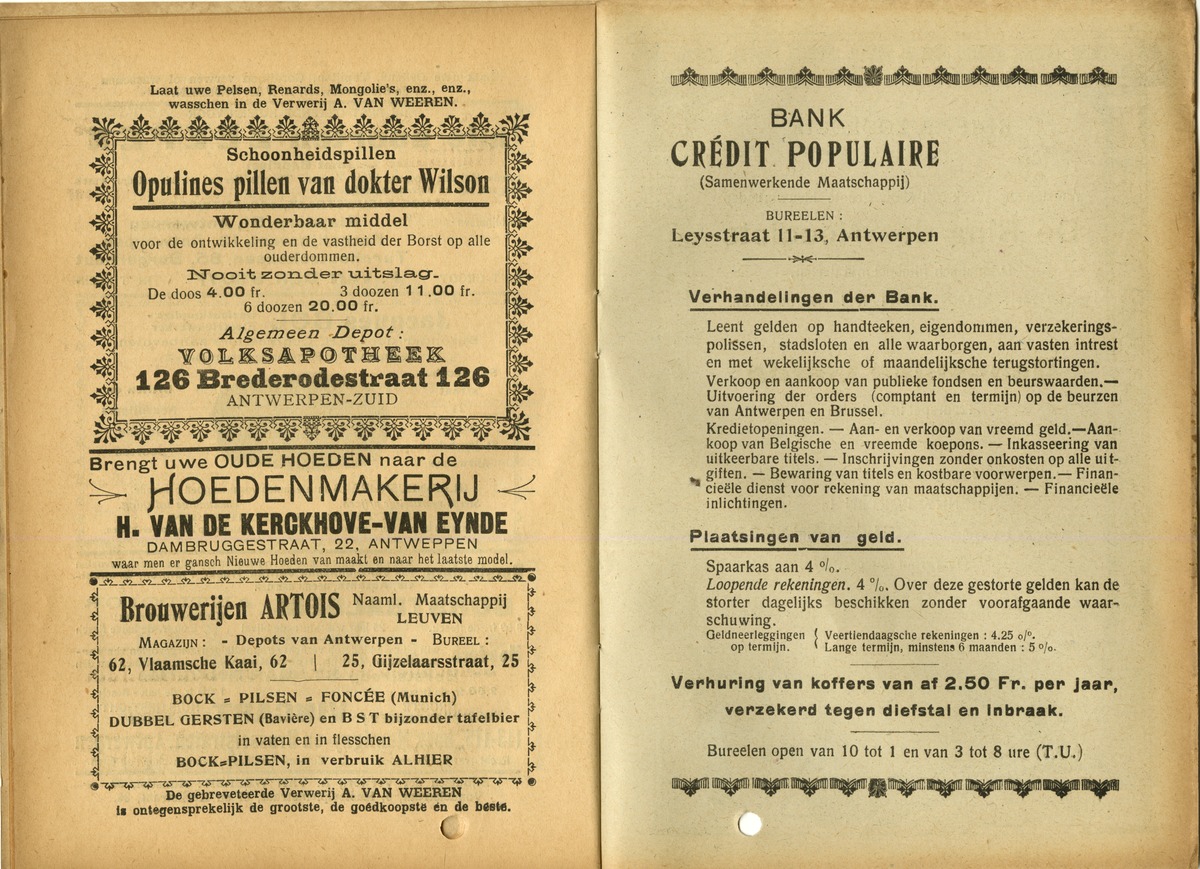 Laat uwe Pelsen, Renards, Mongolie's, enz., enz.,
wasschen in de Verwerij A. VAN WEEREN.
Schoonheidspillen
Opulines pillen van dokter Wilson
Wonderbaar middel
voor de ontwikkeling en de vastheid der Borst op alle
ouderdommen.
Nooit zonder uitslag.
De doos 4.00 fr. 3 doozen 11.00 fr.
6 doozen 20.00 fr.
Algemeen Depot :
VOLKSAPOTHEEK
126 Brederodestraat 126
ANTWERPEN-ZUID
Brengt uwe OUDE HOEDEN naar de
HOEDENMAKERIJ
H. VAN DE KERCKHOVE-VAN EYNDE
DAMBRUGGESTRAAT, 22, ANTWEPPEN
waar men er gansch Nieuwe Hoeden van maakt en naar het laatste model.
Brouwerijen ARTOIS Naaml. Maatschappij
LEUVEN
MAGAZIJN : - Depots van Antwerpen - BUREEL :
62, Vlaamsche Kaai, 62 | 25, Gijzelaarsstraat, 25
BOCK = PILSEN = FONCÉE (Munich)
DUBBEL GERSTEN (Bavière) en B S T bijzonder tafelbier
in vaten en in flesschen
BOCK=PILSEN, in verbruik ALHIER
De gebreveteerde Verwerij A. VAN WEEREN
is ontegensprekelijk de grootste, de goedkoopste en de beste.
BANK
CRÉDIT POPULAIRE
(Samenwerkende Maatschappij)
BUREELEN :
Leysstraat 11-13, Antwerpen
Verhandelingen der Bank.
Leent gelden op handteeken, eigendommen, verzekerings-
polissen, stadsloten en alle waarborgen, aan vasten intrest
en met wekelijksche of maandelijksche terugstortingen.
Verkoop en aankoop van publieke fondsen en beurswaarden.—
Uitvoering der orders (comptant en termijn) op de beurzen
van Antwerpen en Brussel.
Kredietopeningen. — Aan- en verkoop van vreemd geld.—Aan-
koop van Belgische en vreemde koepons. — Inkasseering van
uitkeerbare titels. — Inschrijvingen zonder onkosten op alle uit-
giften. — Bewaring van titels en kostbare voorwerpen.— Finan-
cieële dienst voor rekening van maatschappijen. — Financieële
inlichtingen.
Plaatsingen van geld.
Spaarkas aan 4 %.
Loopende rekeningen. 4 %. Over deze gestorte gelden kan de
storter dagelijks beschikken zonder voorafgaande waar-
schuwing.
Geldneerleggingen { Veertiendaagsche rekeningen : 4.25 o/o.
op termijn. Lange termijn, minstens 6 maanden : 5 o/o.
Verhuring van koffers van af 2.50 Fr. per jaar,
verzekerd tegen diefstal en inbraak.
Bureelen open van 10 tot 1 en van 3 tot 8 ure (T.U.)